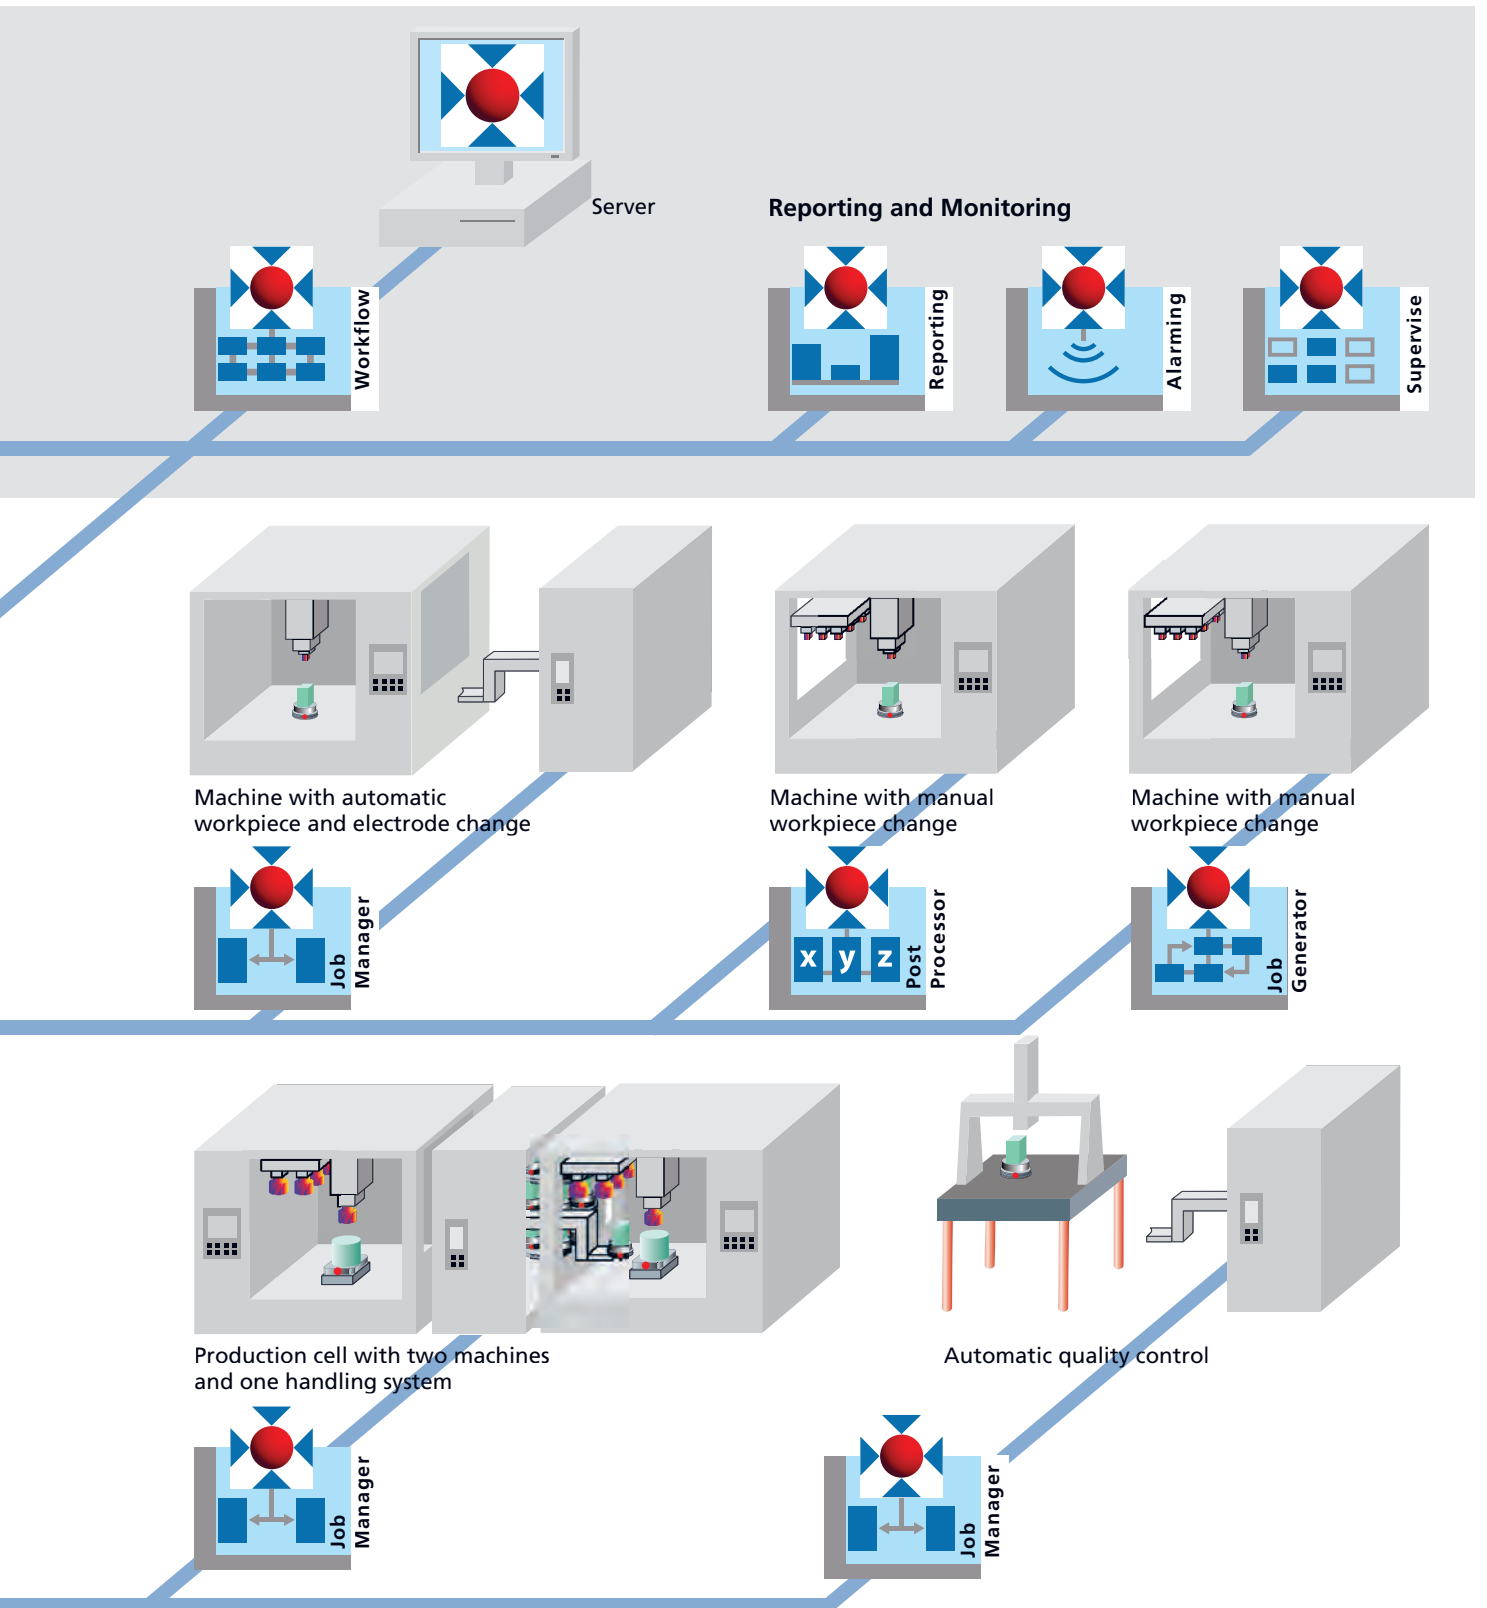 Server
Reporting and Monitoring
Workflow
Reporting
Alarming
Supervise
Machine with automatic
workpiece and electrode change
Machine with manual
workpiece change
Machine with manual
workpiece change
Job
Manager
x y z
Post
Processor
Job
Generator
Production cell with two machines
and one handling system
Automatic quality control
Job
Manager
Job
Manager